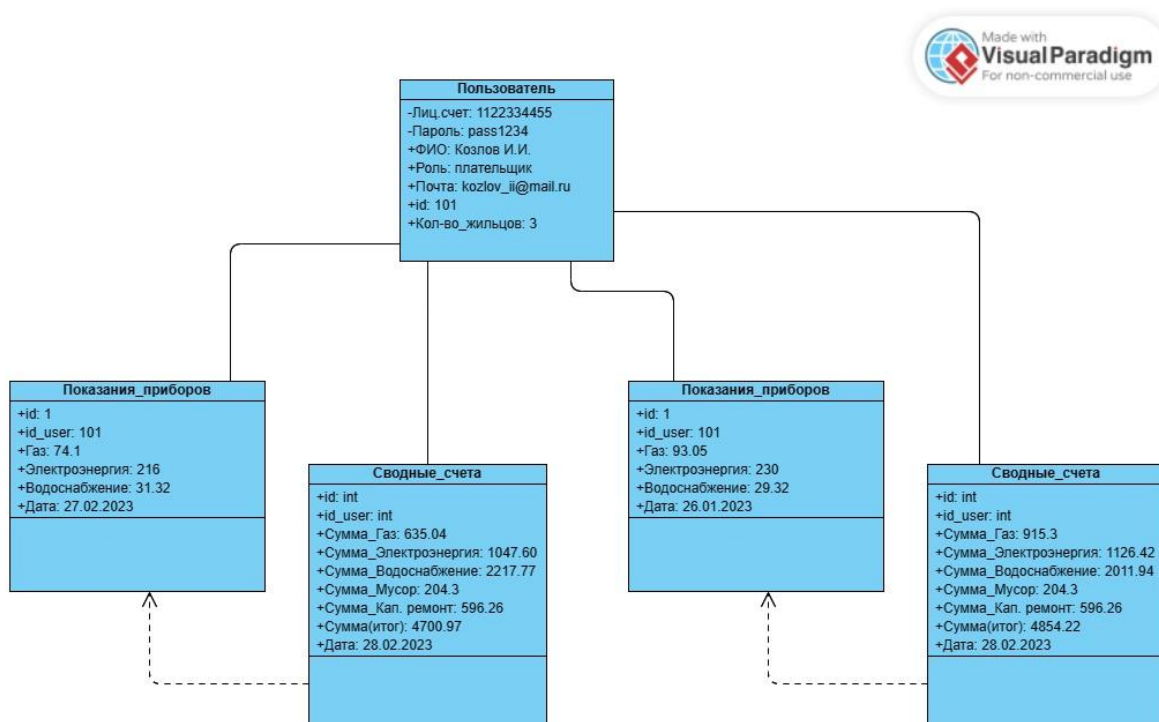 Made with
Visual Paradigm
For non-commercial use
Пользователь
-Лиц.счет: 1122334455
-Пароль: pass1234
+ФИО: Козлов И.И.
+Роль: плательщик
+Почта: kozlov_ii@mail.ru
+id: 101
+Кол-во_жильцов: 3
Показания_приборов
+id: 1
+id_user: 101
+Газ: 74.1
+Электроэнергия: 216
+Водоснабжение: 31.32
+Дата: 27.02.2023
Сводные_счета
+id: int
+id_user: int
+Сумма_Газ: 635.04
+Сумма_Электроэнергия: 1047.60
+Сумма_Водоснабжение: 2217.77
+Сумма_Мусор: 204.3
+Сумма_Кап. ремонт: 596.26
+Сумма(итог): 4700.97
+Дата: 28.02.2023
Показания_приборов
+id: 1
+id_user: 101
+Газ: 93.05
+Электроэнергия: 230
+Водоснабжение: 29.32
+Дата: 26.01.2023
Сводные_счета
+id: int
+id_user: int
+Сумма_Газ: 915.3
+Сумма_Электроэнергия: 1126.42
+Сумма_Водоснабжение: 2011.94
+Сумма_Мусор: 204.3
+Сумма_Кап. ремонт: 596.26
+Сумма(итог): 4854.22
+Дата: 28.02.2023